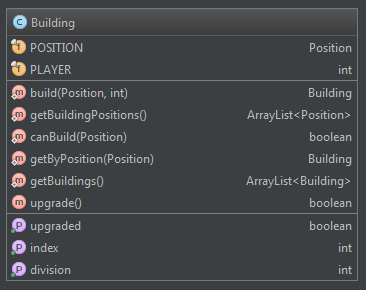 C Building
f POSITION Position
f PLAYER int
m build(Position, int) Building
m getBuildingPositions() ArrayList<Position>
m canBuild(Position) boolean
m getByPosition(Position) Building
m getBuildings() ArrayList<Building>
m upgrade() boolean
P upgraded boolean
P index int
P division int